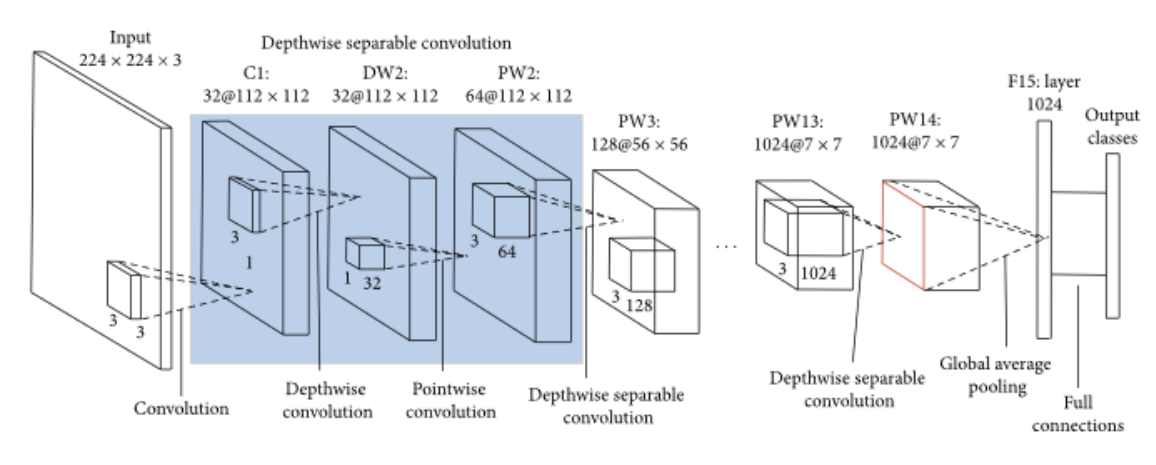 Input
224 × 224 × 3
Depthwise separable convolution
C1:
32@112 × 112
DW2:
32@112 × 112
PW2:
64@112 × 112
PW3:
128@56 × 56
PW13:
1024@7 × 7
PW14:
1024@7 × 7
F15: layer
1024
Output
classes
3
3
3
1
1
32
3
64
3
128
...
3
1024
Convolution
Depthwise
convolution
Pointwise
convolution
Depthwise separable
convolution
Depthwise separable
convolution
Global average
pooling
Full
connections